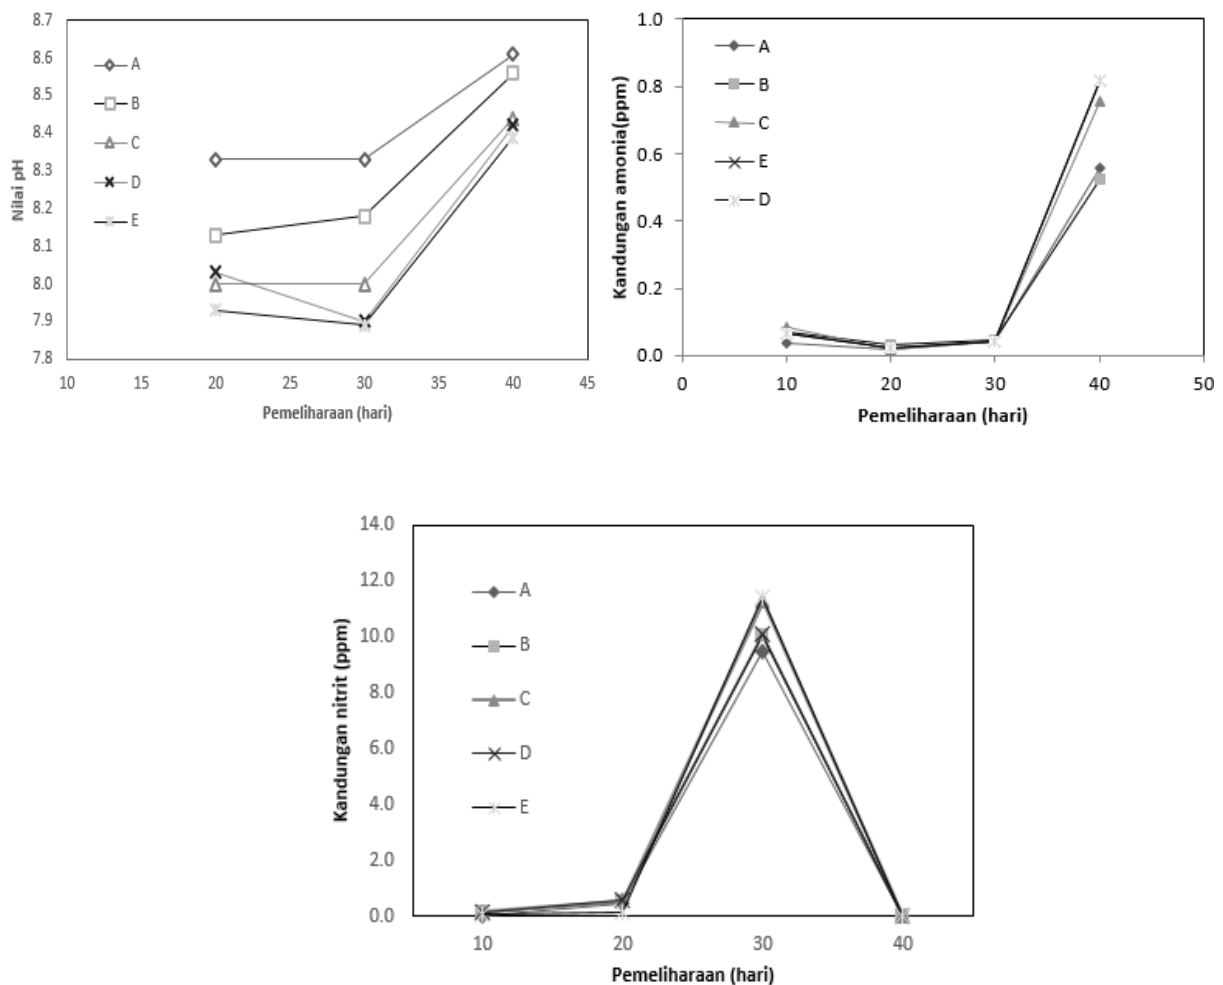 Nilai pH
8.7
8.6
8.5
8.4
8.3
8.2
8.1
8.0
7.9
7.8
A
B
C
D
E
10 15 20 25 30 35 40 45
Pemeliharaan (hari)
Kandungan amonia(ppm)
1.0
0.8
0.6
0.4
0.2
0.0
A
B
C
E
D
0 10 20 30 40 50
Pemeliharaan (hari)
Kandungan nitrit (ppm)
14.0
12.0
10.0
8.0
6.0
4.0
2.0
0.0
A
B
C
D
E
10 20 30 40
Pemeliharaan (hari)